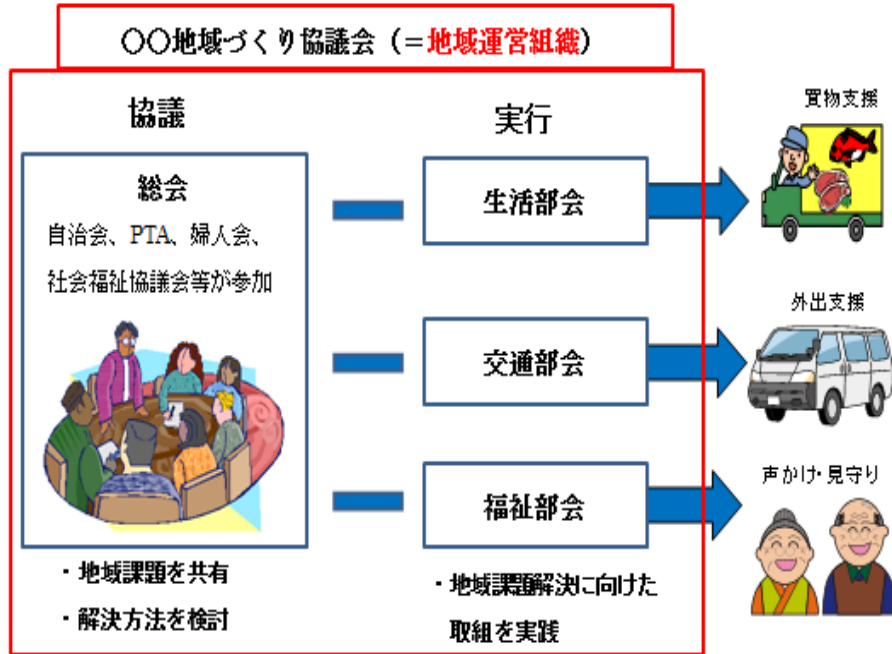 〇〇地域づくり協議会（＝地域運営組織）
協議
総会
自治会、PTA、婦人会、
社会福祉協議会等が参加
・地域課題を共有
・解決方法を検討
実行
生活部会
交通部会
福祉部会
・地域課題解決に向けた
取組を実践
買物支援
外出支援
声かけ・見守り